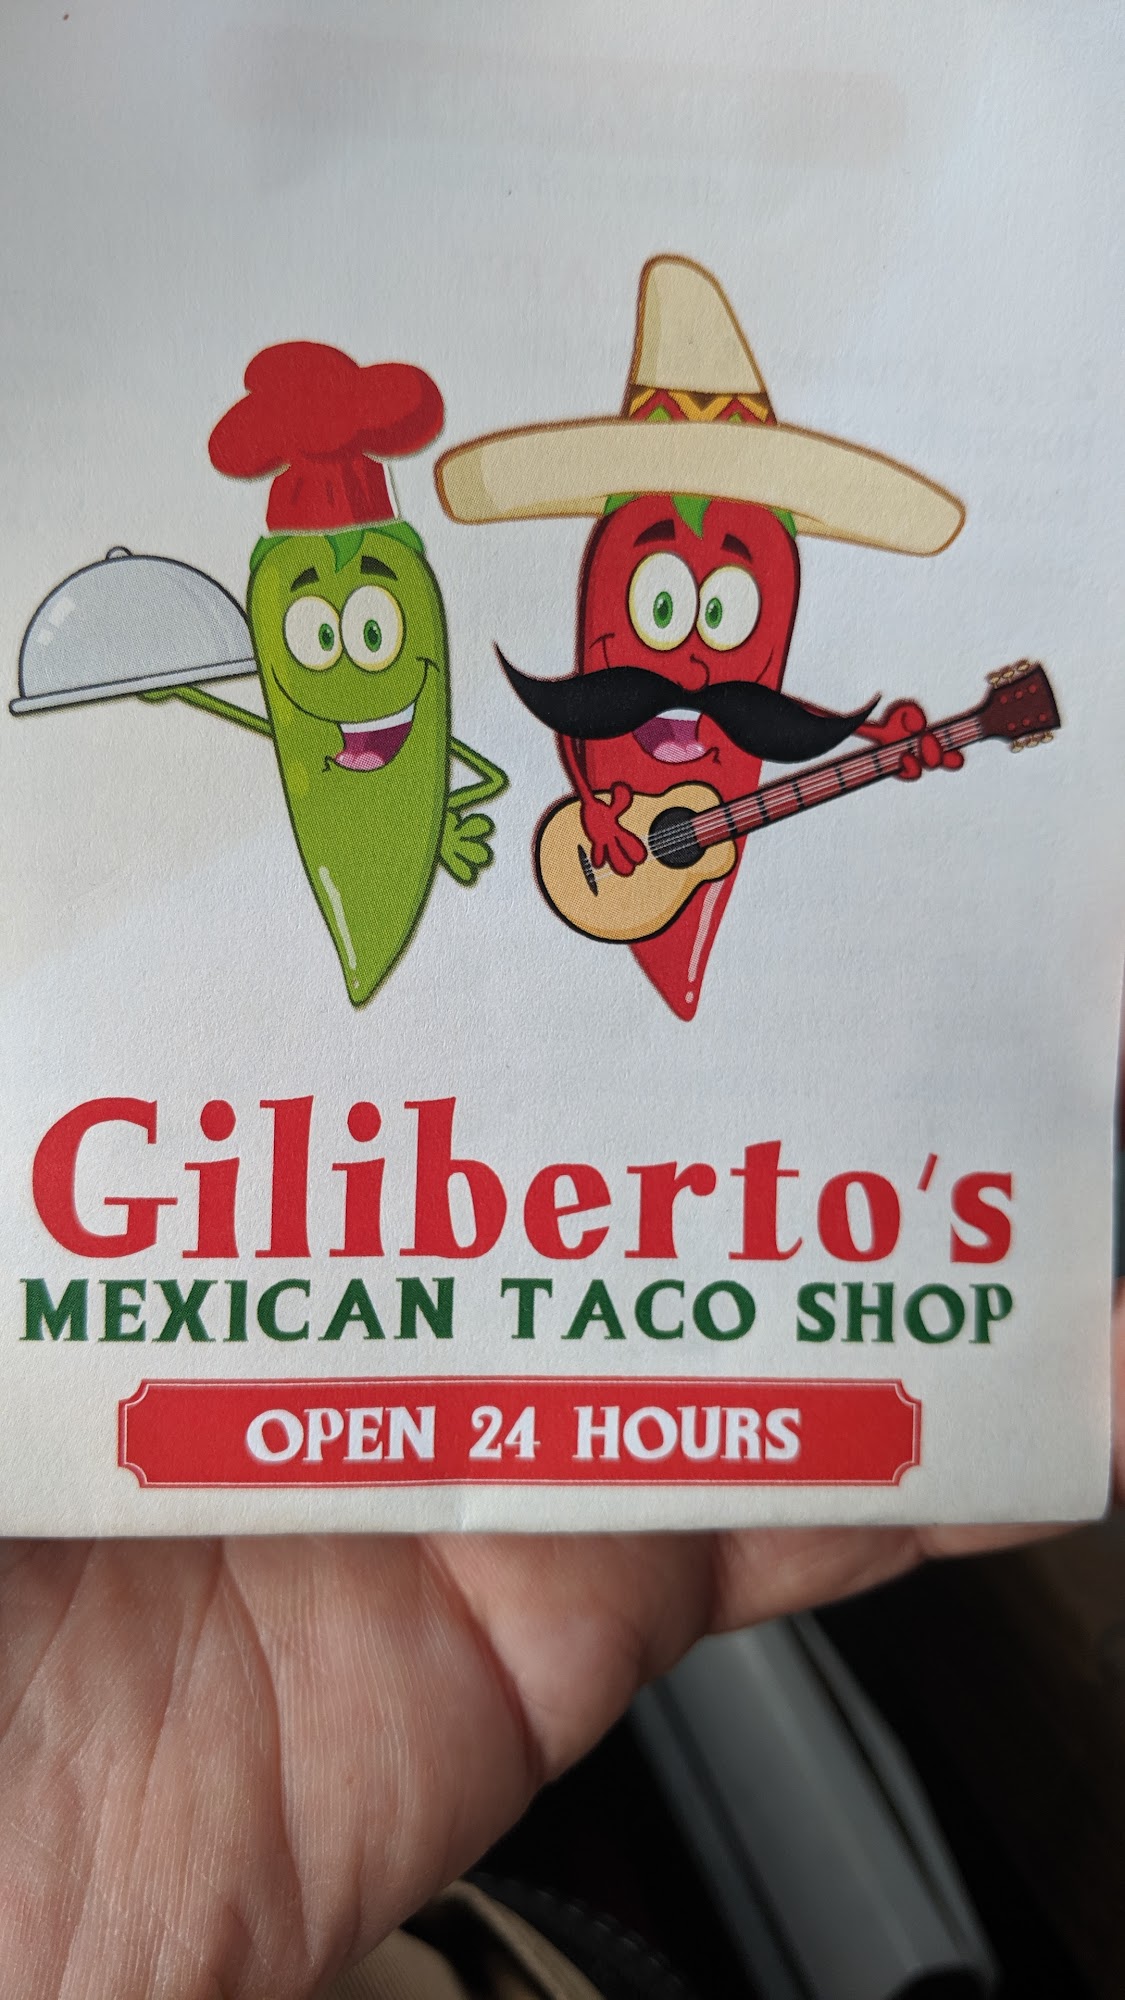 Giliberto's
MEXICAN TACO SHOP
OPEN 24 HOURS